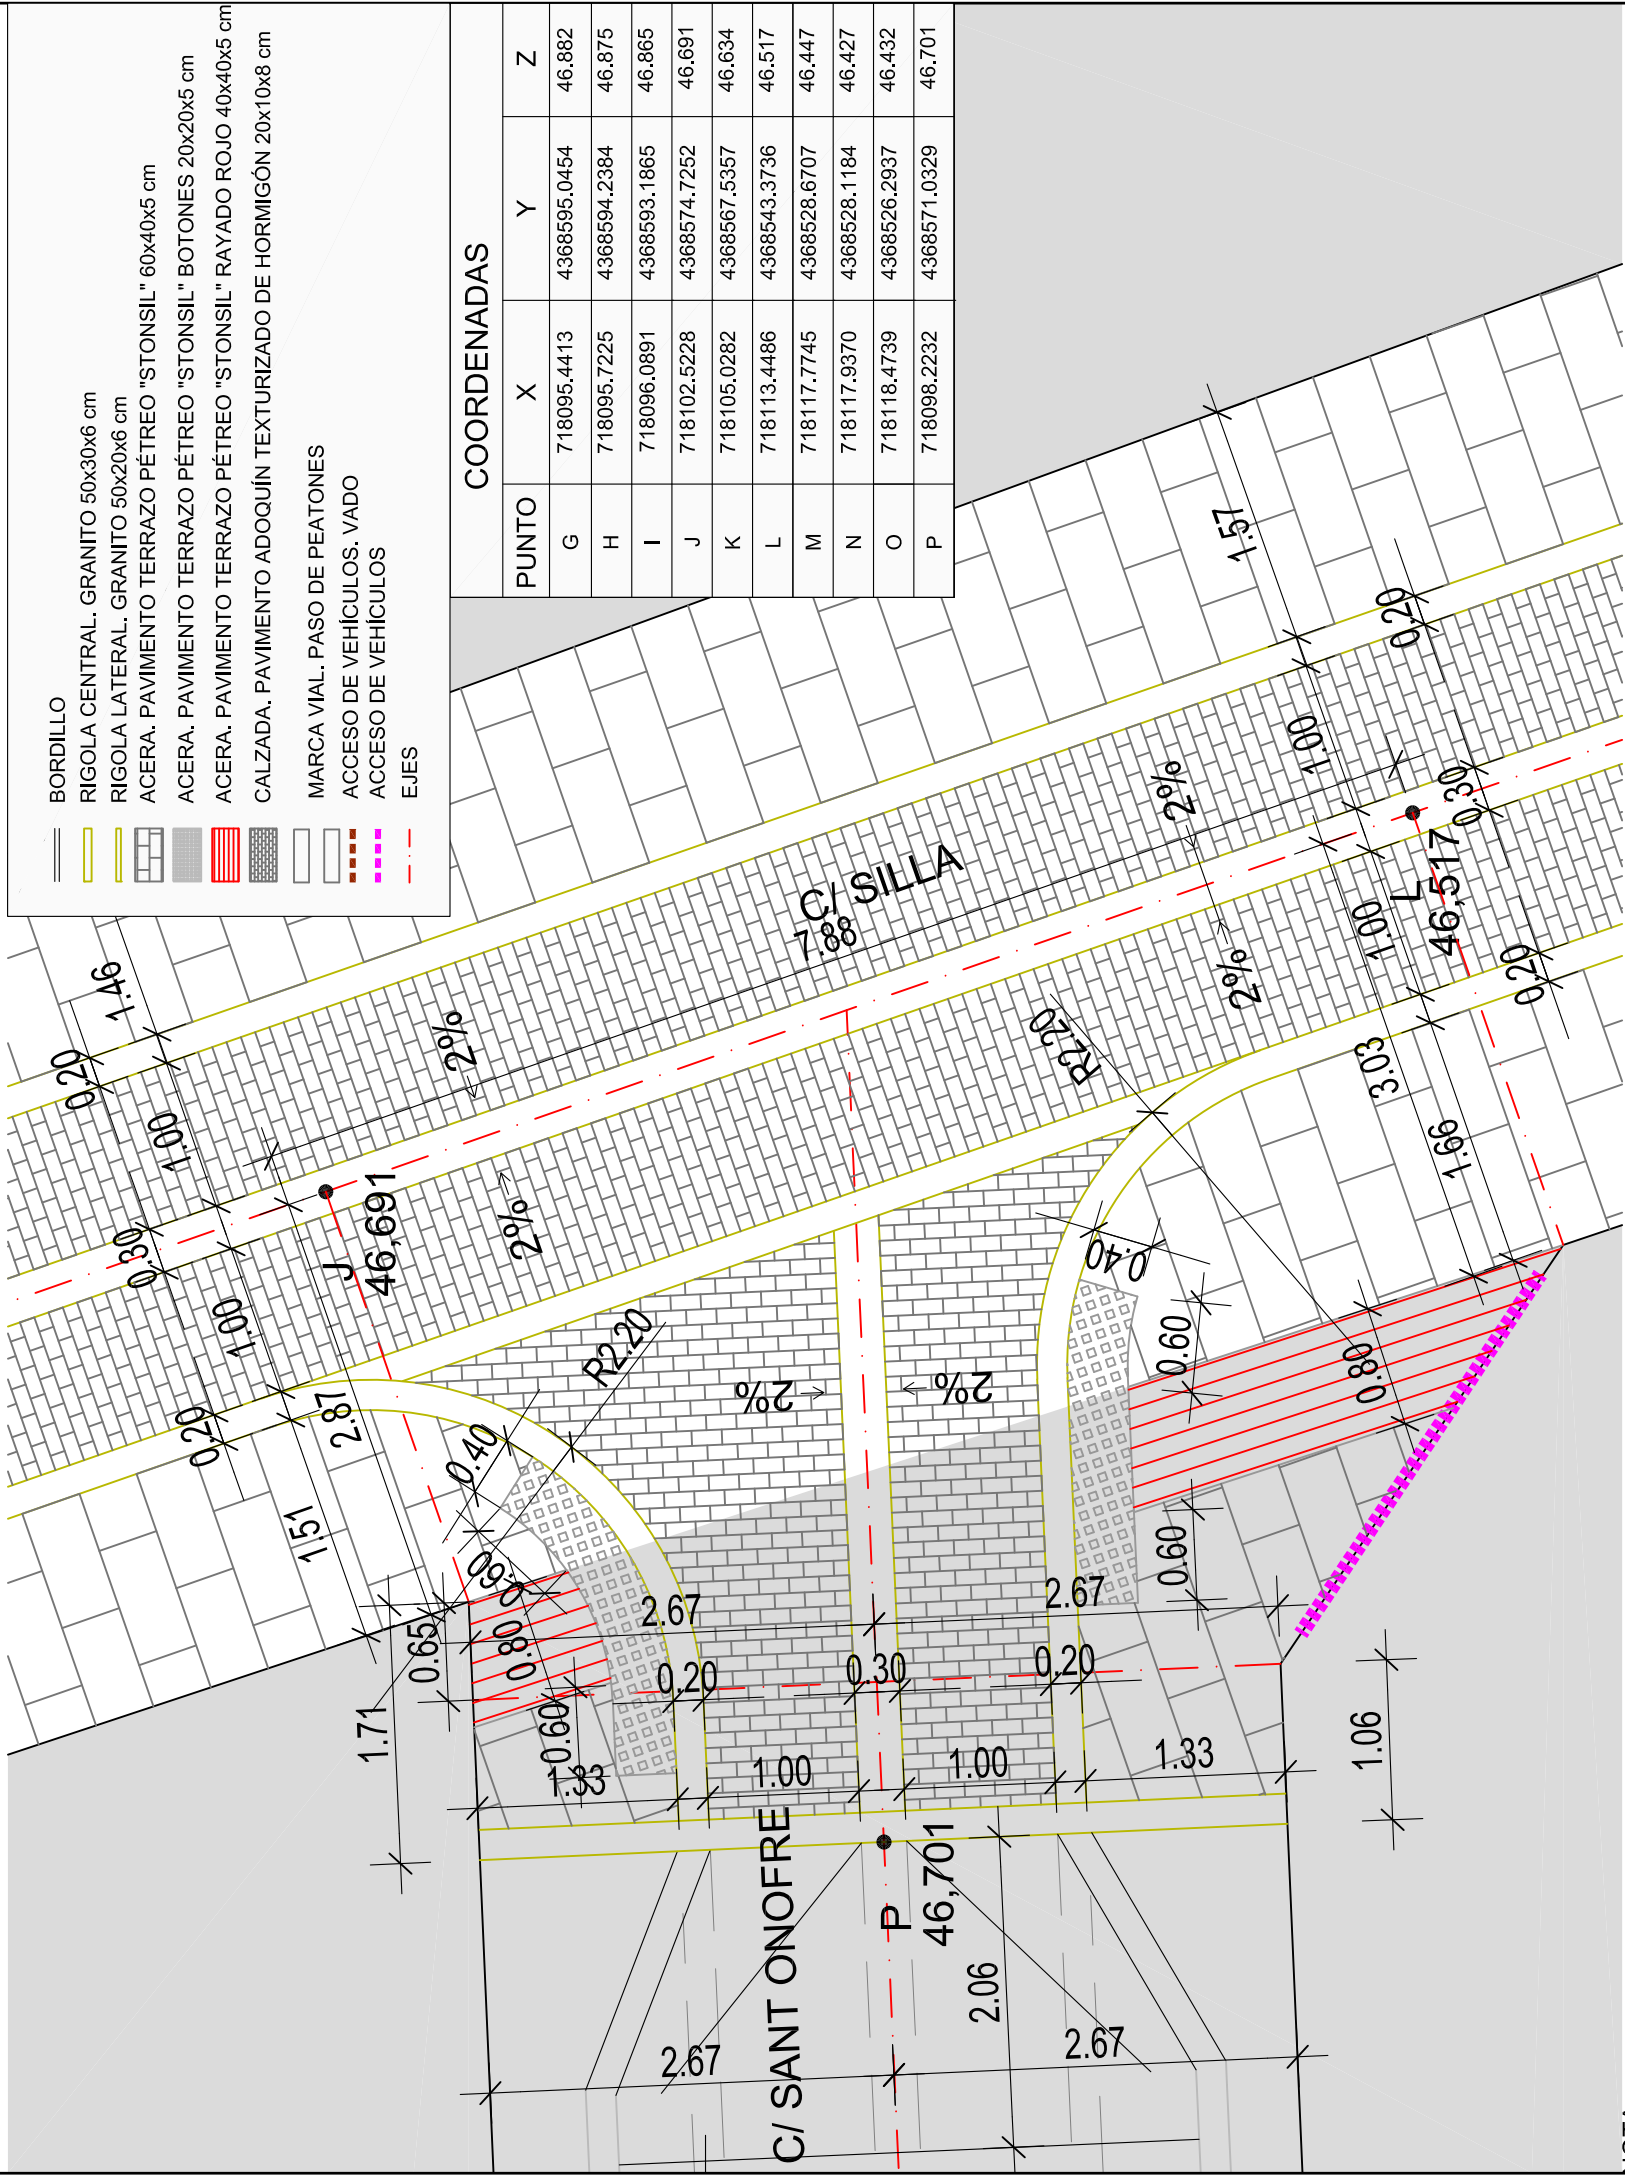 BORDILLO
RIGOLA CENTRAL. GRANITO 50x30x6 cm
RIGOLA LATERAL. GRANITO 50x20x6 cm
ACERA. PAVIMENTO TERRAZO PÉTREO "STONSIL" 60x40x5 cm
ACERA. PAVIMENTO TERRAZO PÉTREO "STONSIL" BOTONES 20x20x5 cm
ACERA. PAVIMENTO TERRAZO PÉTREO "STONSIL" RAYADO ROJO 40x40x5 cm
CALZADA. PAVIMENTO ADOQUÍN TEXTURIZADO DE HORMIGÓN 20x10x8 cm
MARCA VIAL. PASO DE PEATONES
ACCESO DE VEHÍCULOS. VADO
ACCESO DE VEHÍCULOS
EJES
COORDENADAS
PUNTO X Y Z
G 718095.4413 4368595.0454 46.882
H 718095.7225 4368594.2384 46.875
I 718096.0891 4368593.1865 46.865
J 718102.5228 4368574.7252 46.691
K 718105.0282 4368567.5357 46.634
L 718113.4486 4368543.3736 46.517
M 718117.7745 4368528.6707 46.447
N 718117.9370 4368528.1184 46.427
O 718118.4739 4368526.2937 46.432
P 718098.2232 4368571.0329 46.701
1.46
0.20
1.00
0.30
1.00
0.20
2.87
1.51
J
46,691
2%
2%
C/ SILLA
7.88
2%
2%
1.57
0.20
1.00
0.30
1.00
L
46,517
0.20
3.03
1.66
R2.20
R2.20
0.40
0.40
0.60
0.80
0.60
0.65
1.71
0.60
0.80
0.60
2%
2%
2.67
2.67
0.20
0.30
0.20
1.33
1.00
1.00
1.33
1.06
C/ SANT ONOFRE
P
46,701
2.06
2.67
2.67